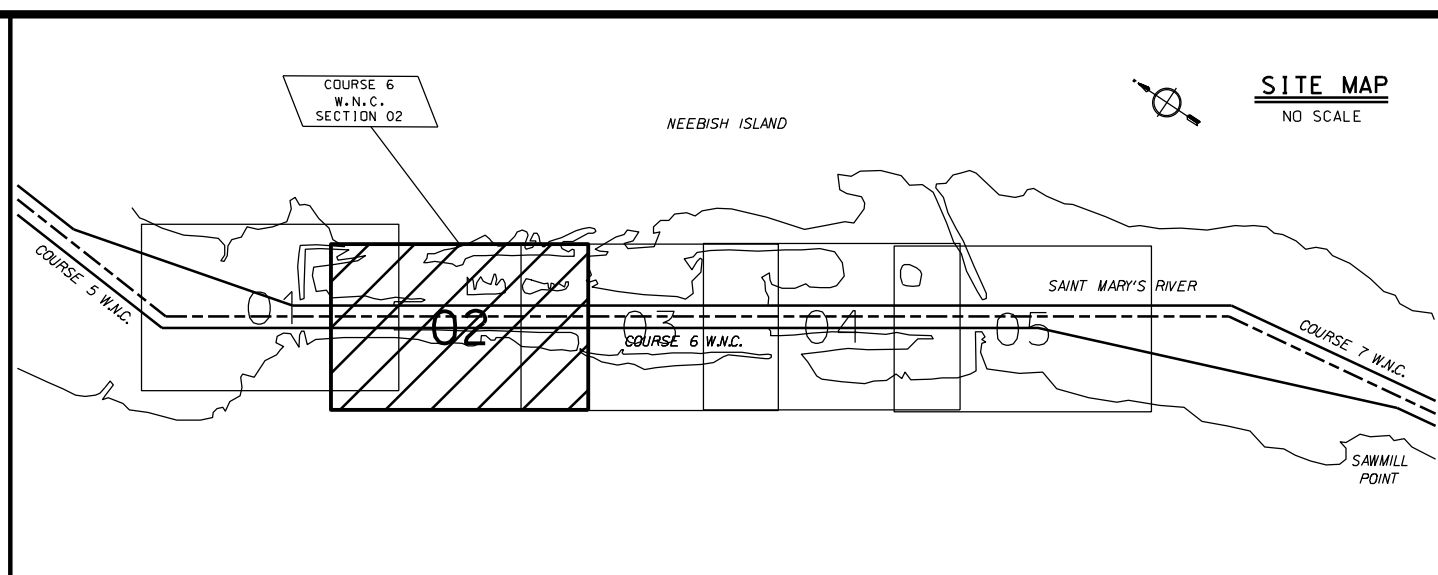 COURSE 6
W.N.C.
SECTION 02
NEEBISH ISLAND
SITE MAP
NO SCALE
COURSE 5 W.N.C.
01
02
03
COURSE 6 W.N.C.
04
05
SAINT MARY'S RIVER
COURSE 7 W.N.C.
SAWMILL
POINT